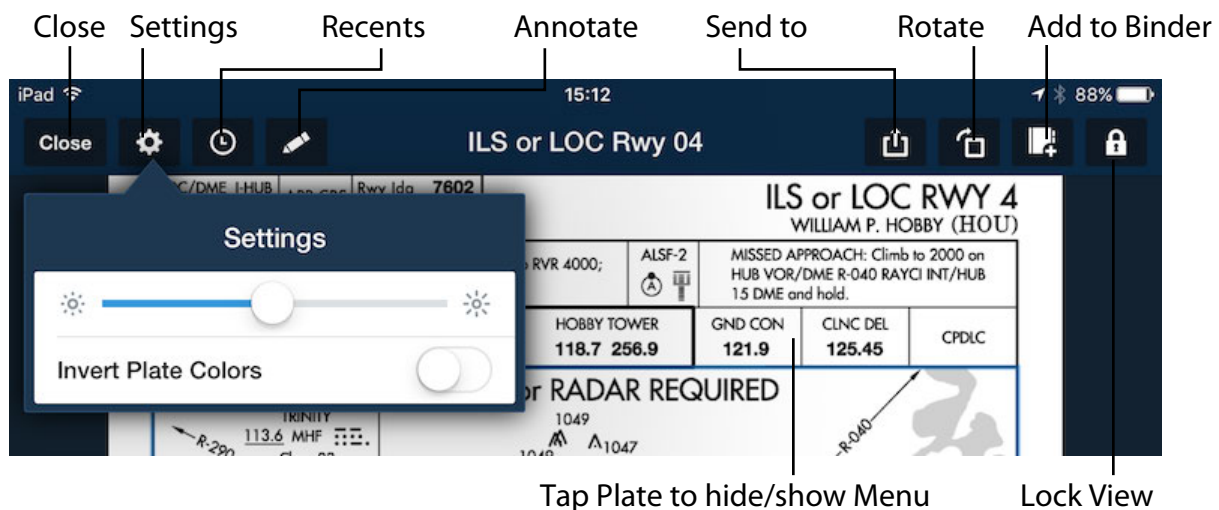 Close Settings Recents Annotate Send to Rotate Add to Binder
iPad 15:12 88%
Close ILS or LOC Rwy 04
7602
ILS or LOC RWY 4
WILLIAM P. HOBBY (HOU)
Settings
RVR 4000;
ALSF-2
A
MISSED APPROACH: Climb to 2000 on
HUB VOR/DME R-040 RAYCI INT/HUB
15 DME and hold.
HOBBY TOWER
118.7 256.9
GND CON
121.9
CLNC DEL
125.45
CPDLC
Invert Plate Colors
or RADAR REQUIRED
TRINITY
113.6 MHF
R-290
1049
1047
1049
R-040
Tap Plate to hide/show Menu Lock View